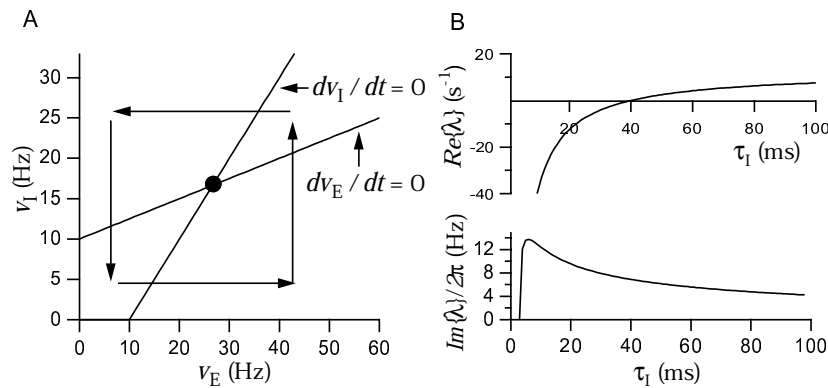 A
30
25
20
15
10
5
0
v_I (Hz)
0 10 20 30 40 50 60
v_E (Hz)
dv_I / dt = 0
dv_E / dt = 0
B
20
-20
-40
Re{λ} (s⁻¹)
20 60 80 100
τ_I (ms)
12
8
4
0
Im{λ}/2π (Hz)
0 20 40 60 80 100
τ_I (ms)